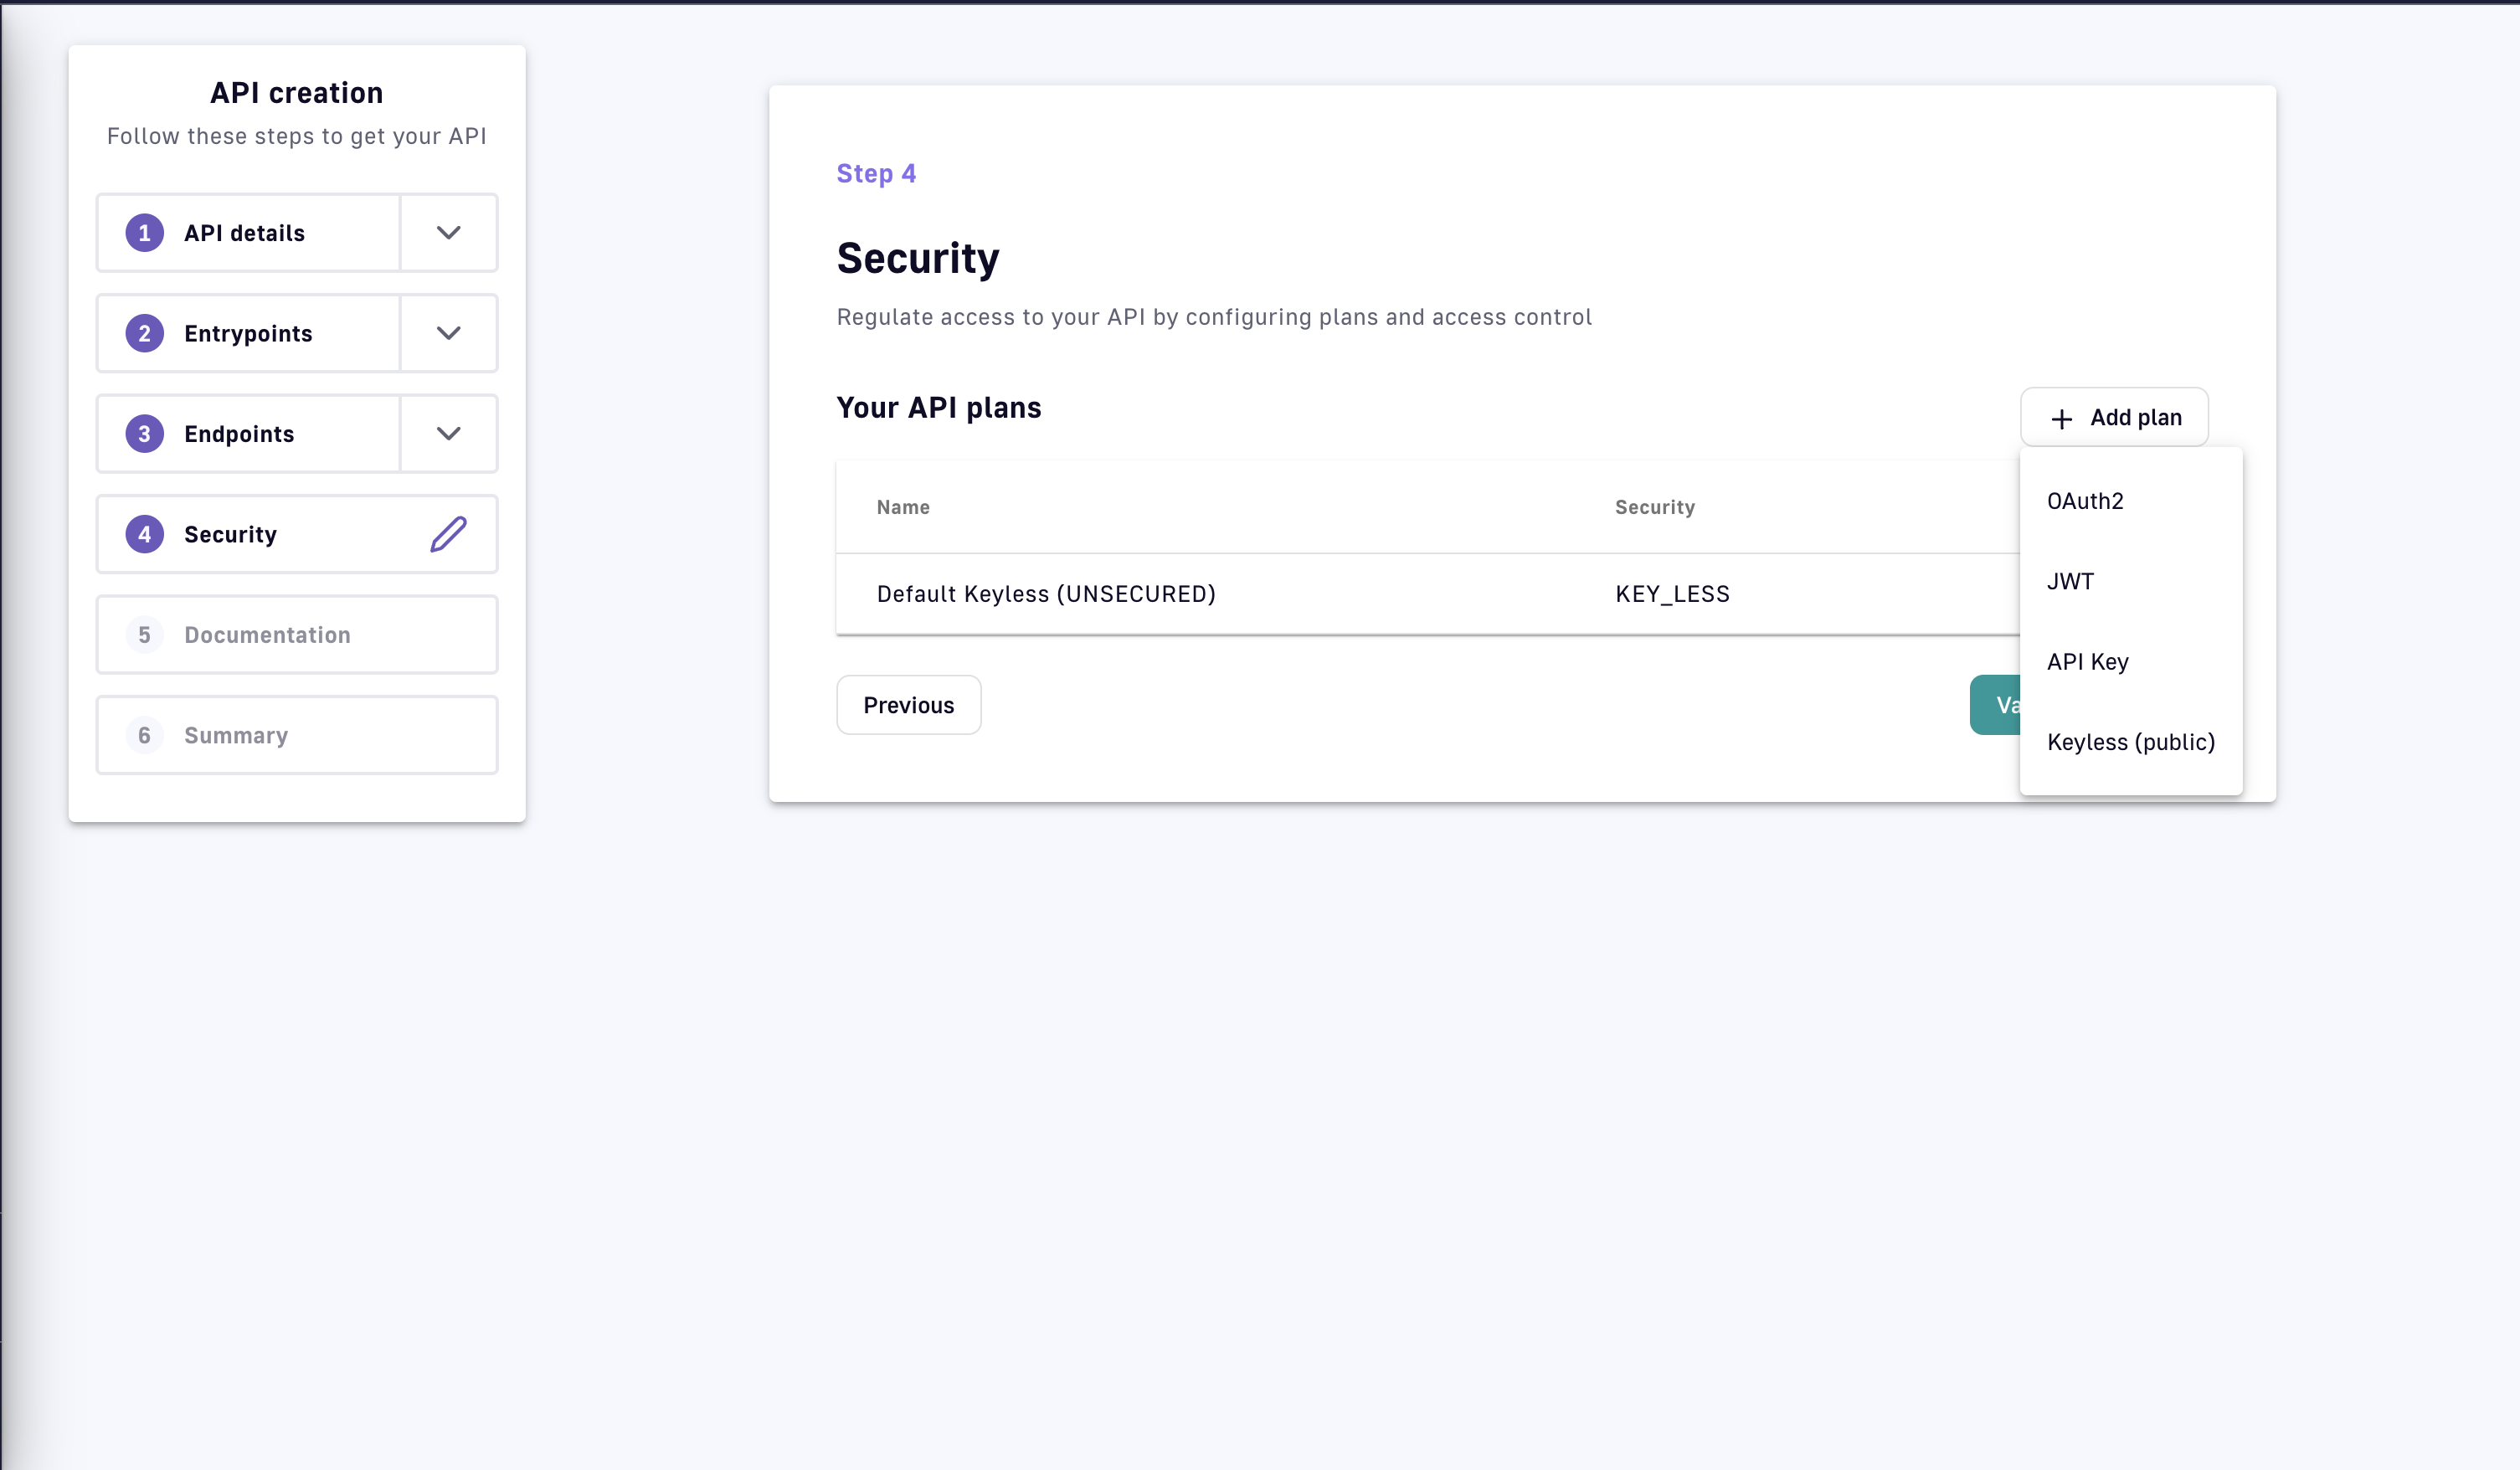 API creation
Follow these steps to get your API
1 API details
2 Entrypoints
3 Endpoints
4 Security
5 Documentation
6 Summary
Step 4
Security
Regulate access to your API by configuring plans and access control
Your API plans
Add plan
Name Security
Default Keyless (UNSECURED) KEY_LESS
OAuth2
JWT
API Key
Keyless (public)
Previous